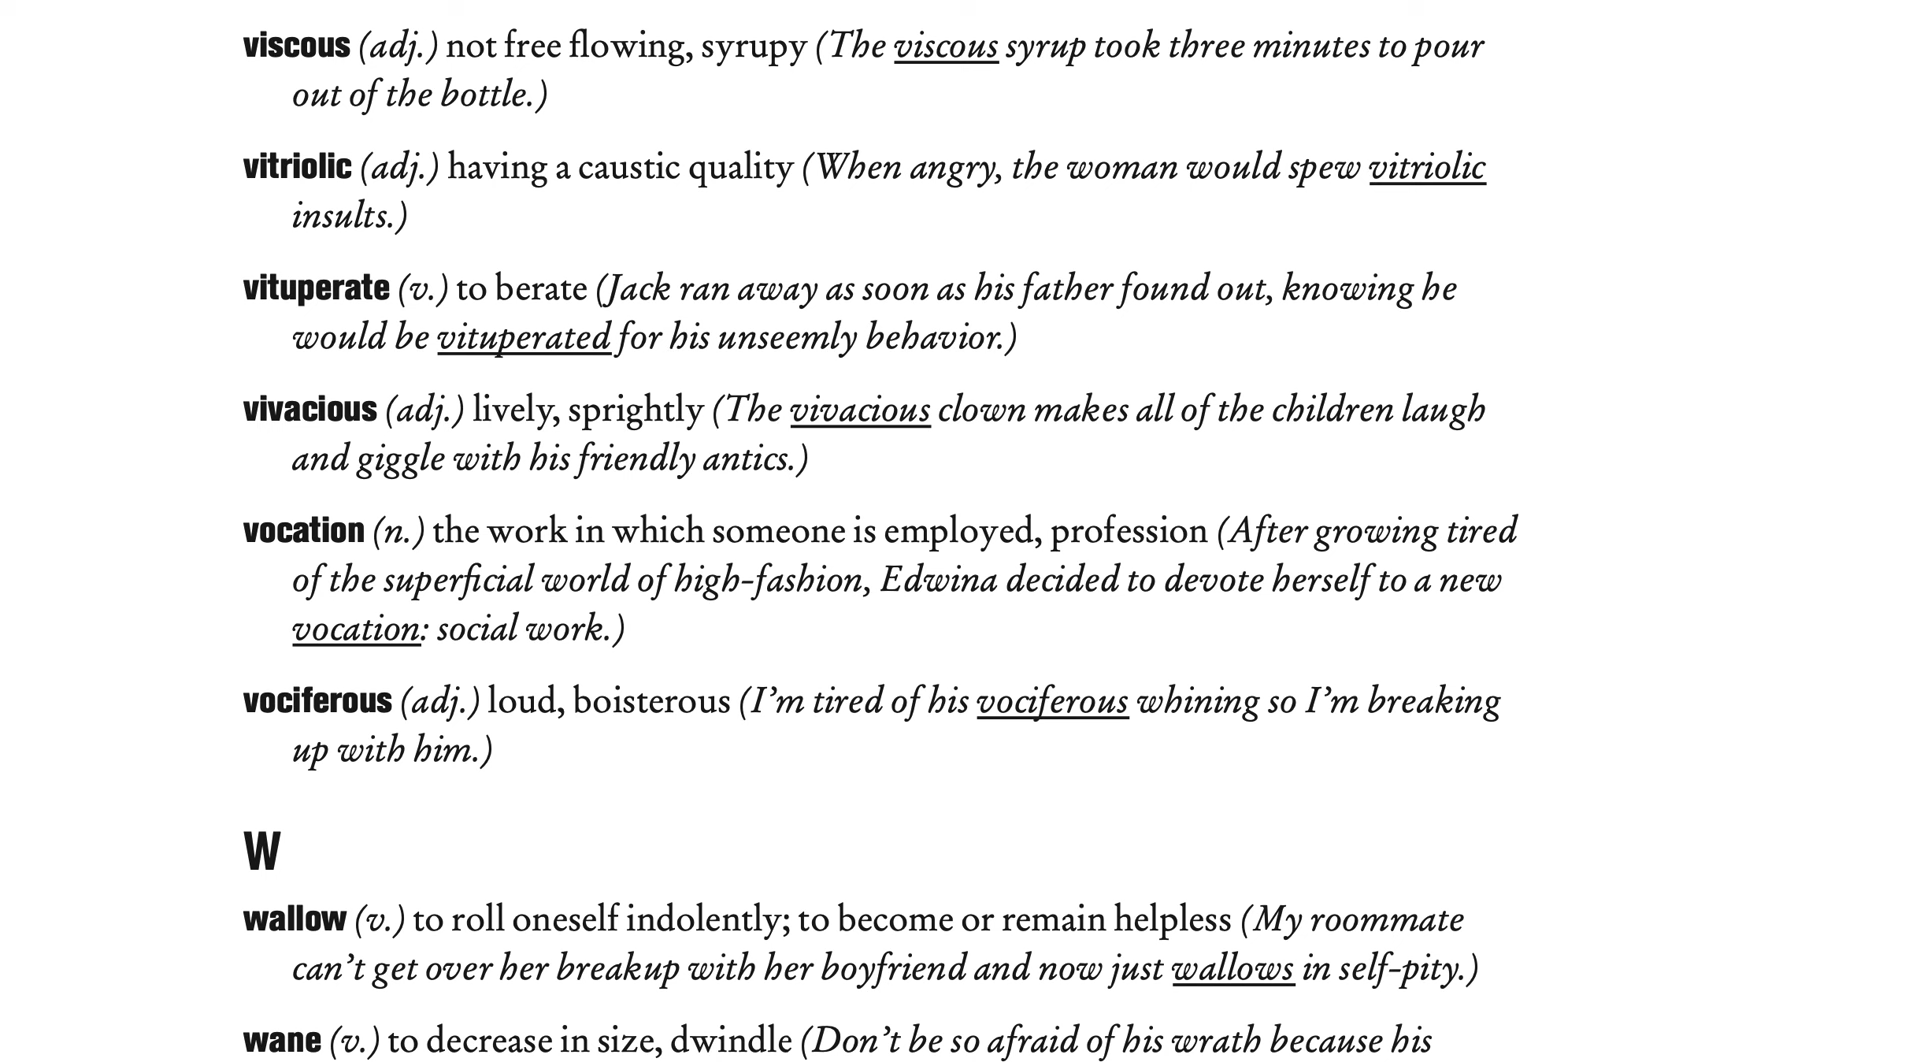 viscous (adj.) not free flowing, syrupy (The viscous syrup took three minutes to pour
out of the bottle.)
vitriolic (adj.) having a caustic quality (When angry, the woman would spew vitriolic
insults.)
vituperate (v.) to berate (Jack ran away as soon as his father found out, knowing he
would be vituperated for his unseemly behavior.)
vivacious (adj.) lively, sprightly (The vivacious clown makes all of the children laugh
and giggle with his friendly antics.)
vocation (n.) the work in which someone is employed, profession (After growing tired
of the superficial world of high-fashion, Edwina decided to devote herself to a new
vocation: social work.)
vociferous (adj.) loud, boisterous (I’m tired of his vociferous whining so I’m breaking
up with him.)
W
wallow (v.) to roll oneself indolently; to become or remain helpless (My roommate
can’t get over her breakup with her boyfriend and now just wallows in self-pity.)
wane (v.) to decrease in size, dwindle (Don’t be so afraid of his wrath because his